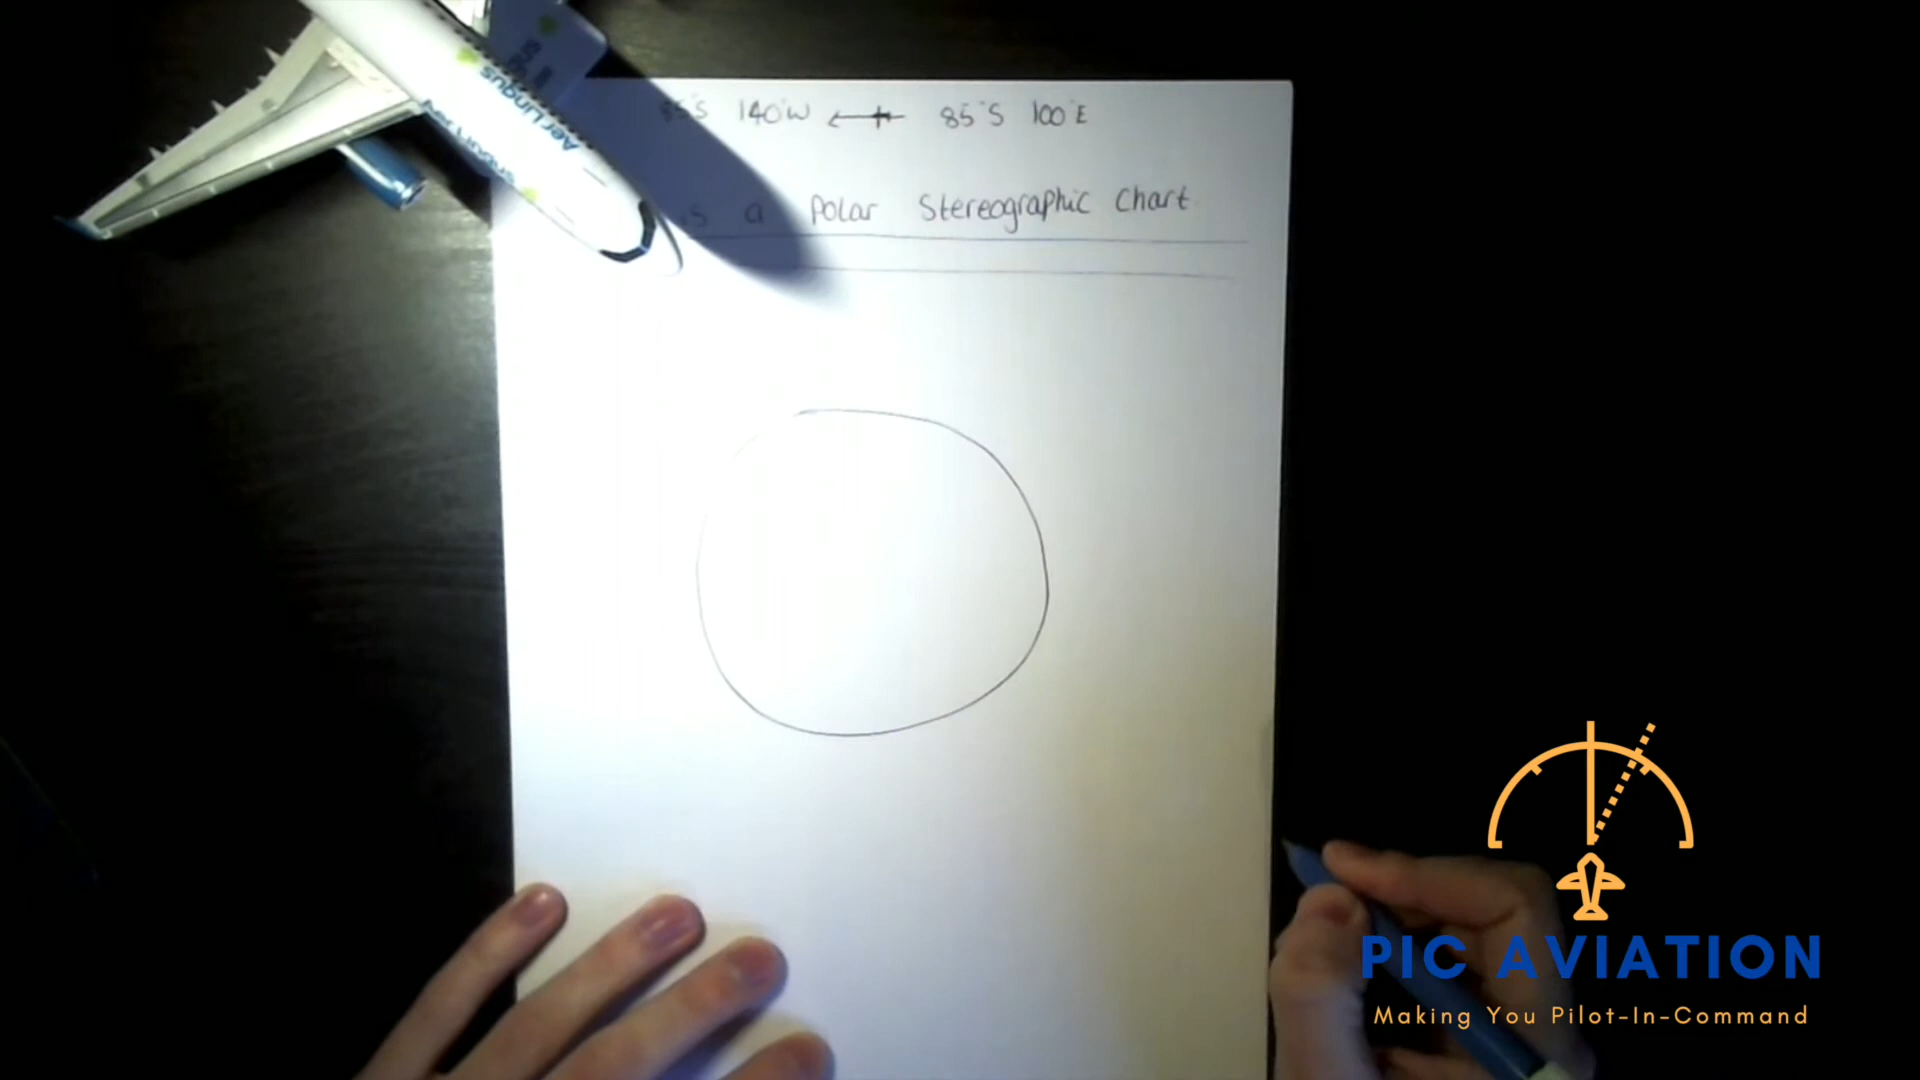 85°S 140°W ← 85°S 100°E
is a Polar Stereographic Chart
Aer Lingus
PIC AVIATION
Making You Pilot-In-Command